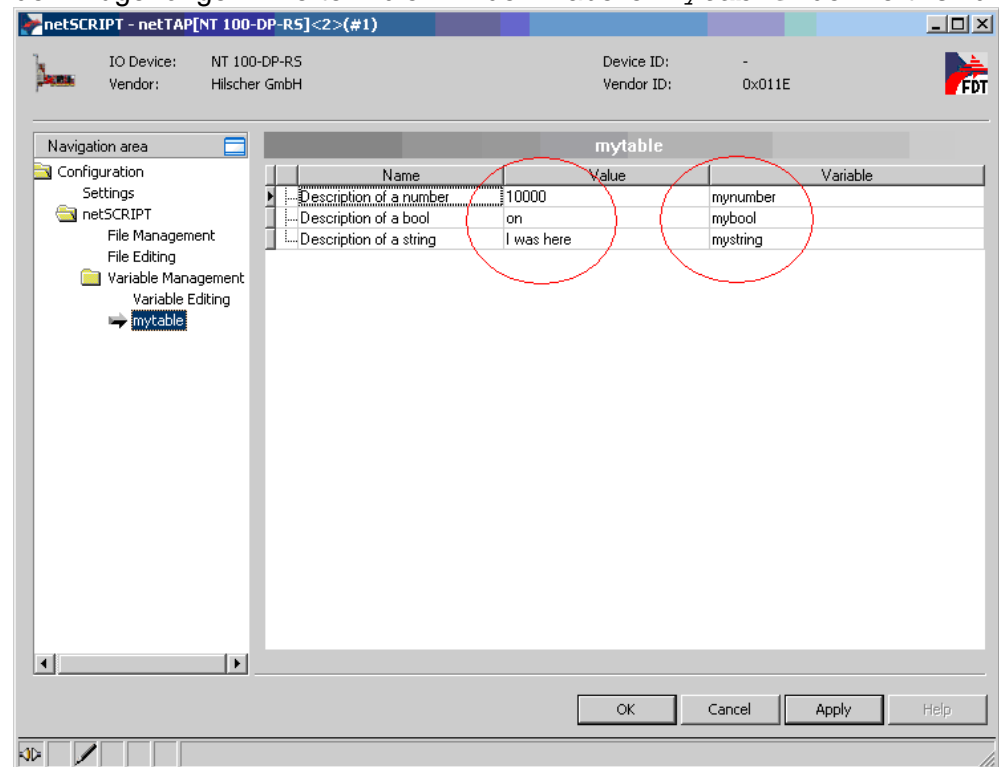 netSCRIPT - netTAP[NT 100-DP-RS]<2>(#1)
IO Device: NT 100-DP-RS Device ID: -
Vendor: Hilscher GmbH Vendor ID: 0x011E
FDT
Navigation area
mytable
Configuration
Settings
netSCRIPT
File Management
File Editing
Variable Management
Variable Editing
mytable
Name Value Variable
Description of a number 10000 mynumber
Description of a bool on mybool
Description of a string I was here mystring
OK Cancel Apply Help